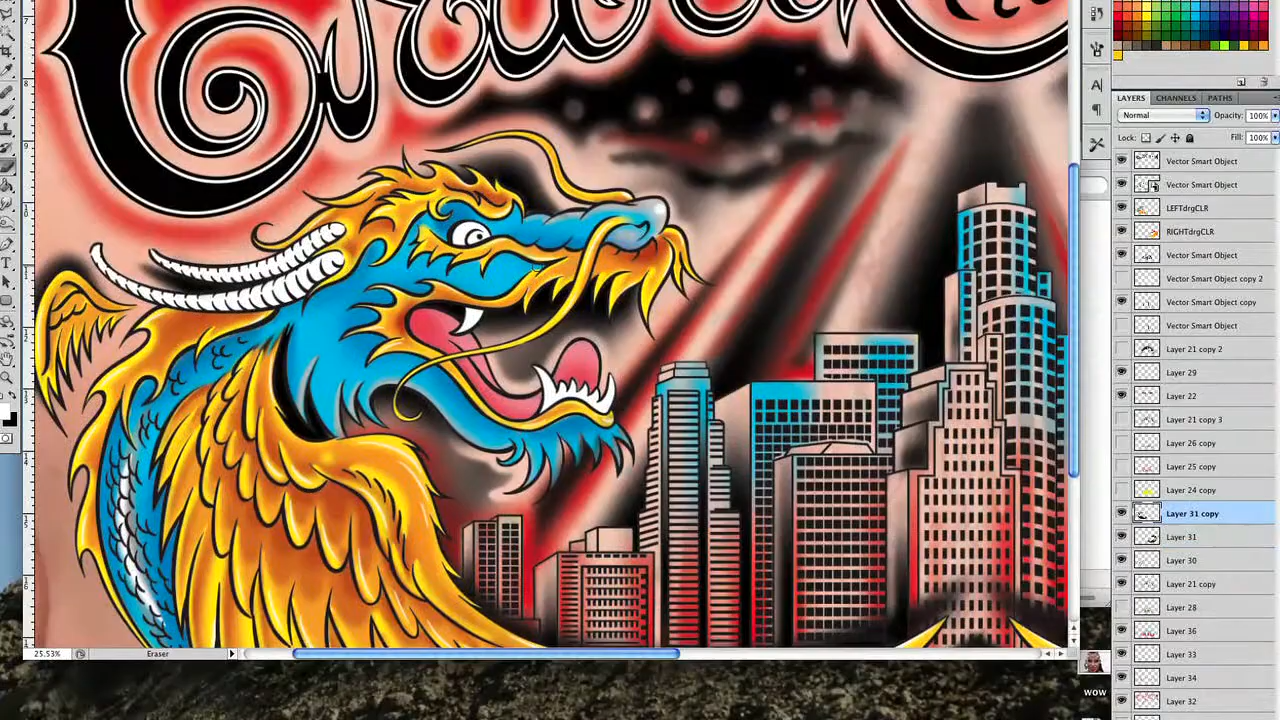 LAYERS CHANNELS PATHS
Normal Opacity: 100%
Lock: Fill: 100%
Vector Smart Object
Vector Smart Object
LEFTdrgCLR
RIGHTdrgCLR
Vector Smart Object
Vector Smart Object copy 2
Vector Smart Object copy
Vector Smart Object
Layer 21 copy 2
Layer 29
Layer 22
Layer 21 copy 3
Layer 26 copy
Layer 25 copy
Layer 24 copy
Layer 31 copy
Layer 31
Layer 30
Layer 21 copy
Layer 28
Layer 36
Layer 33
Layer 34
Layer 32
25.53% Eraser
wow